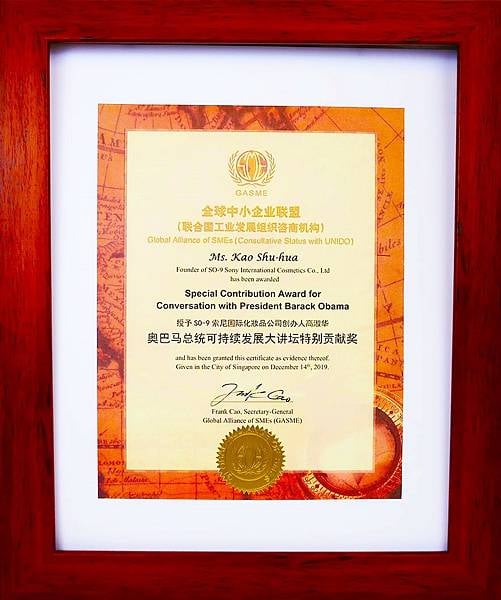 GASME
全球中小企业联盟
(联合国工业发展组织咨商机构)
Global Alliance of SMEs (Consultative Status with UNIDO)
Ms. Kao Shu-hua
Founder of SO-9 Sony International Cosmetics Co., Ltd
has been awarded
Special Contribution Award for
Conversation with President Barack Obama
授予 SO-9 索尼国际化妝品公司创办人高淑华
奥巴马总统可持续发展大讲坛特别贡献奖
and has been granted this certificate as evidence thereof.
Given in the City of Singapore on December 14th, 2019.
Frank Cao, Secretary-General
Global Alliance of SMEs (GASME)